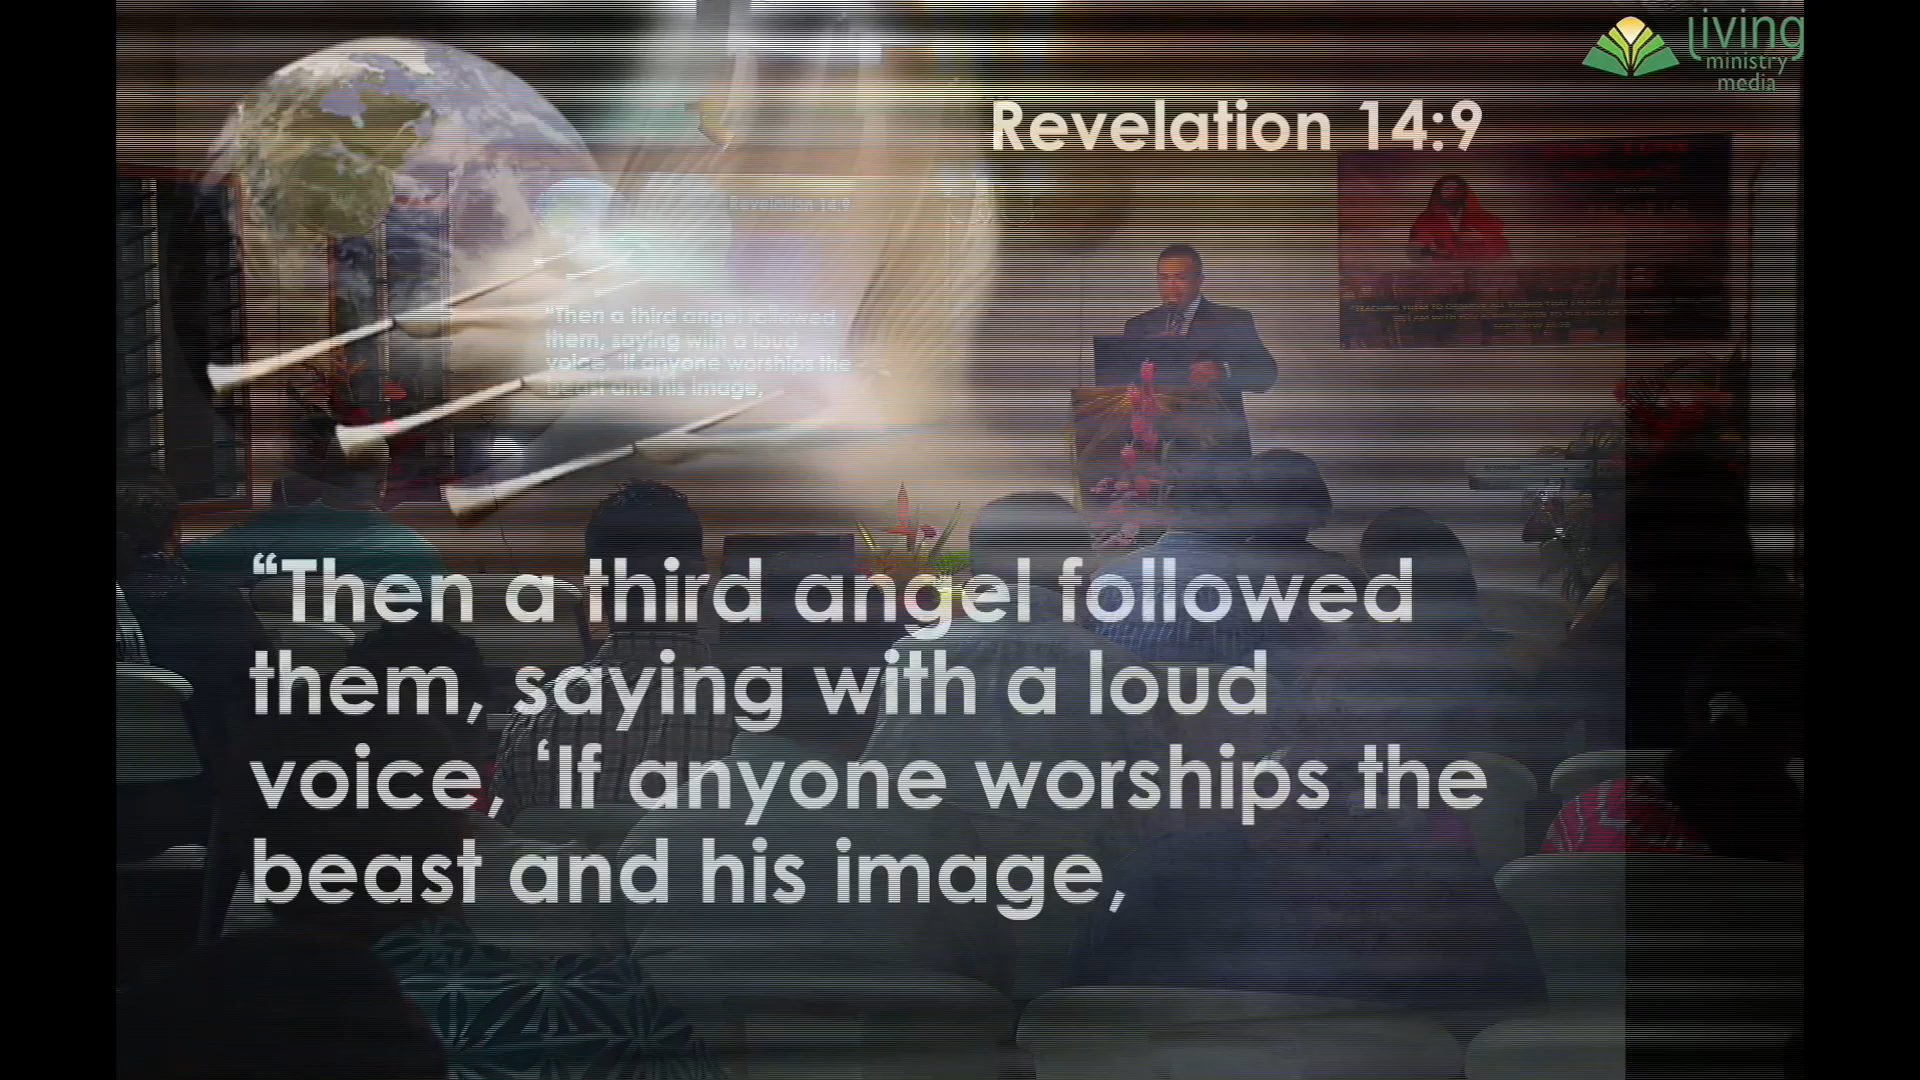 living
ministry
media
Revelation 14:9
Revelation 14:9
"Then a third angel followed
them, saying with a loud
voice, 'If anyone worships the
beast and his image,
“Then a third angel followed
them, saying with a loud
voice, ‘If anyone worships the
beast and his image,